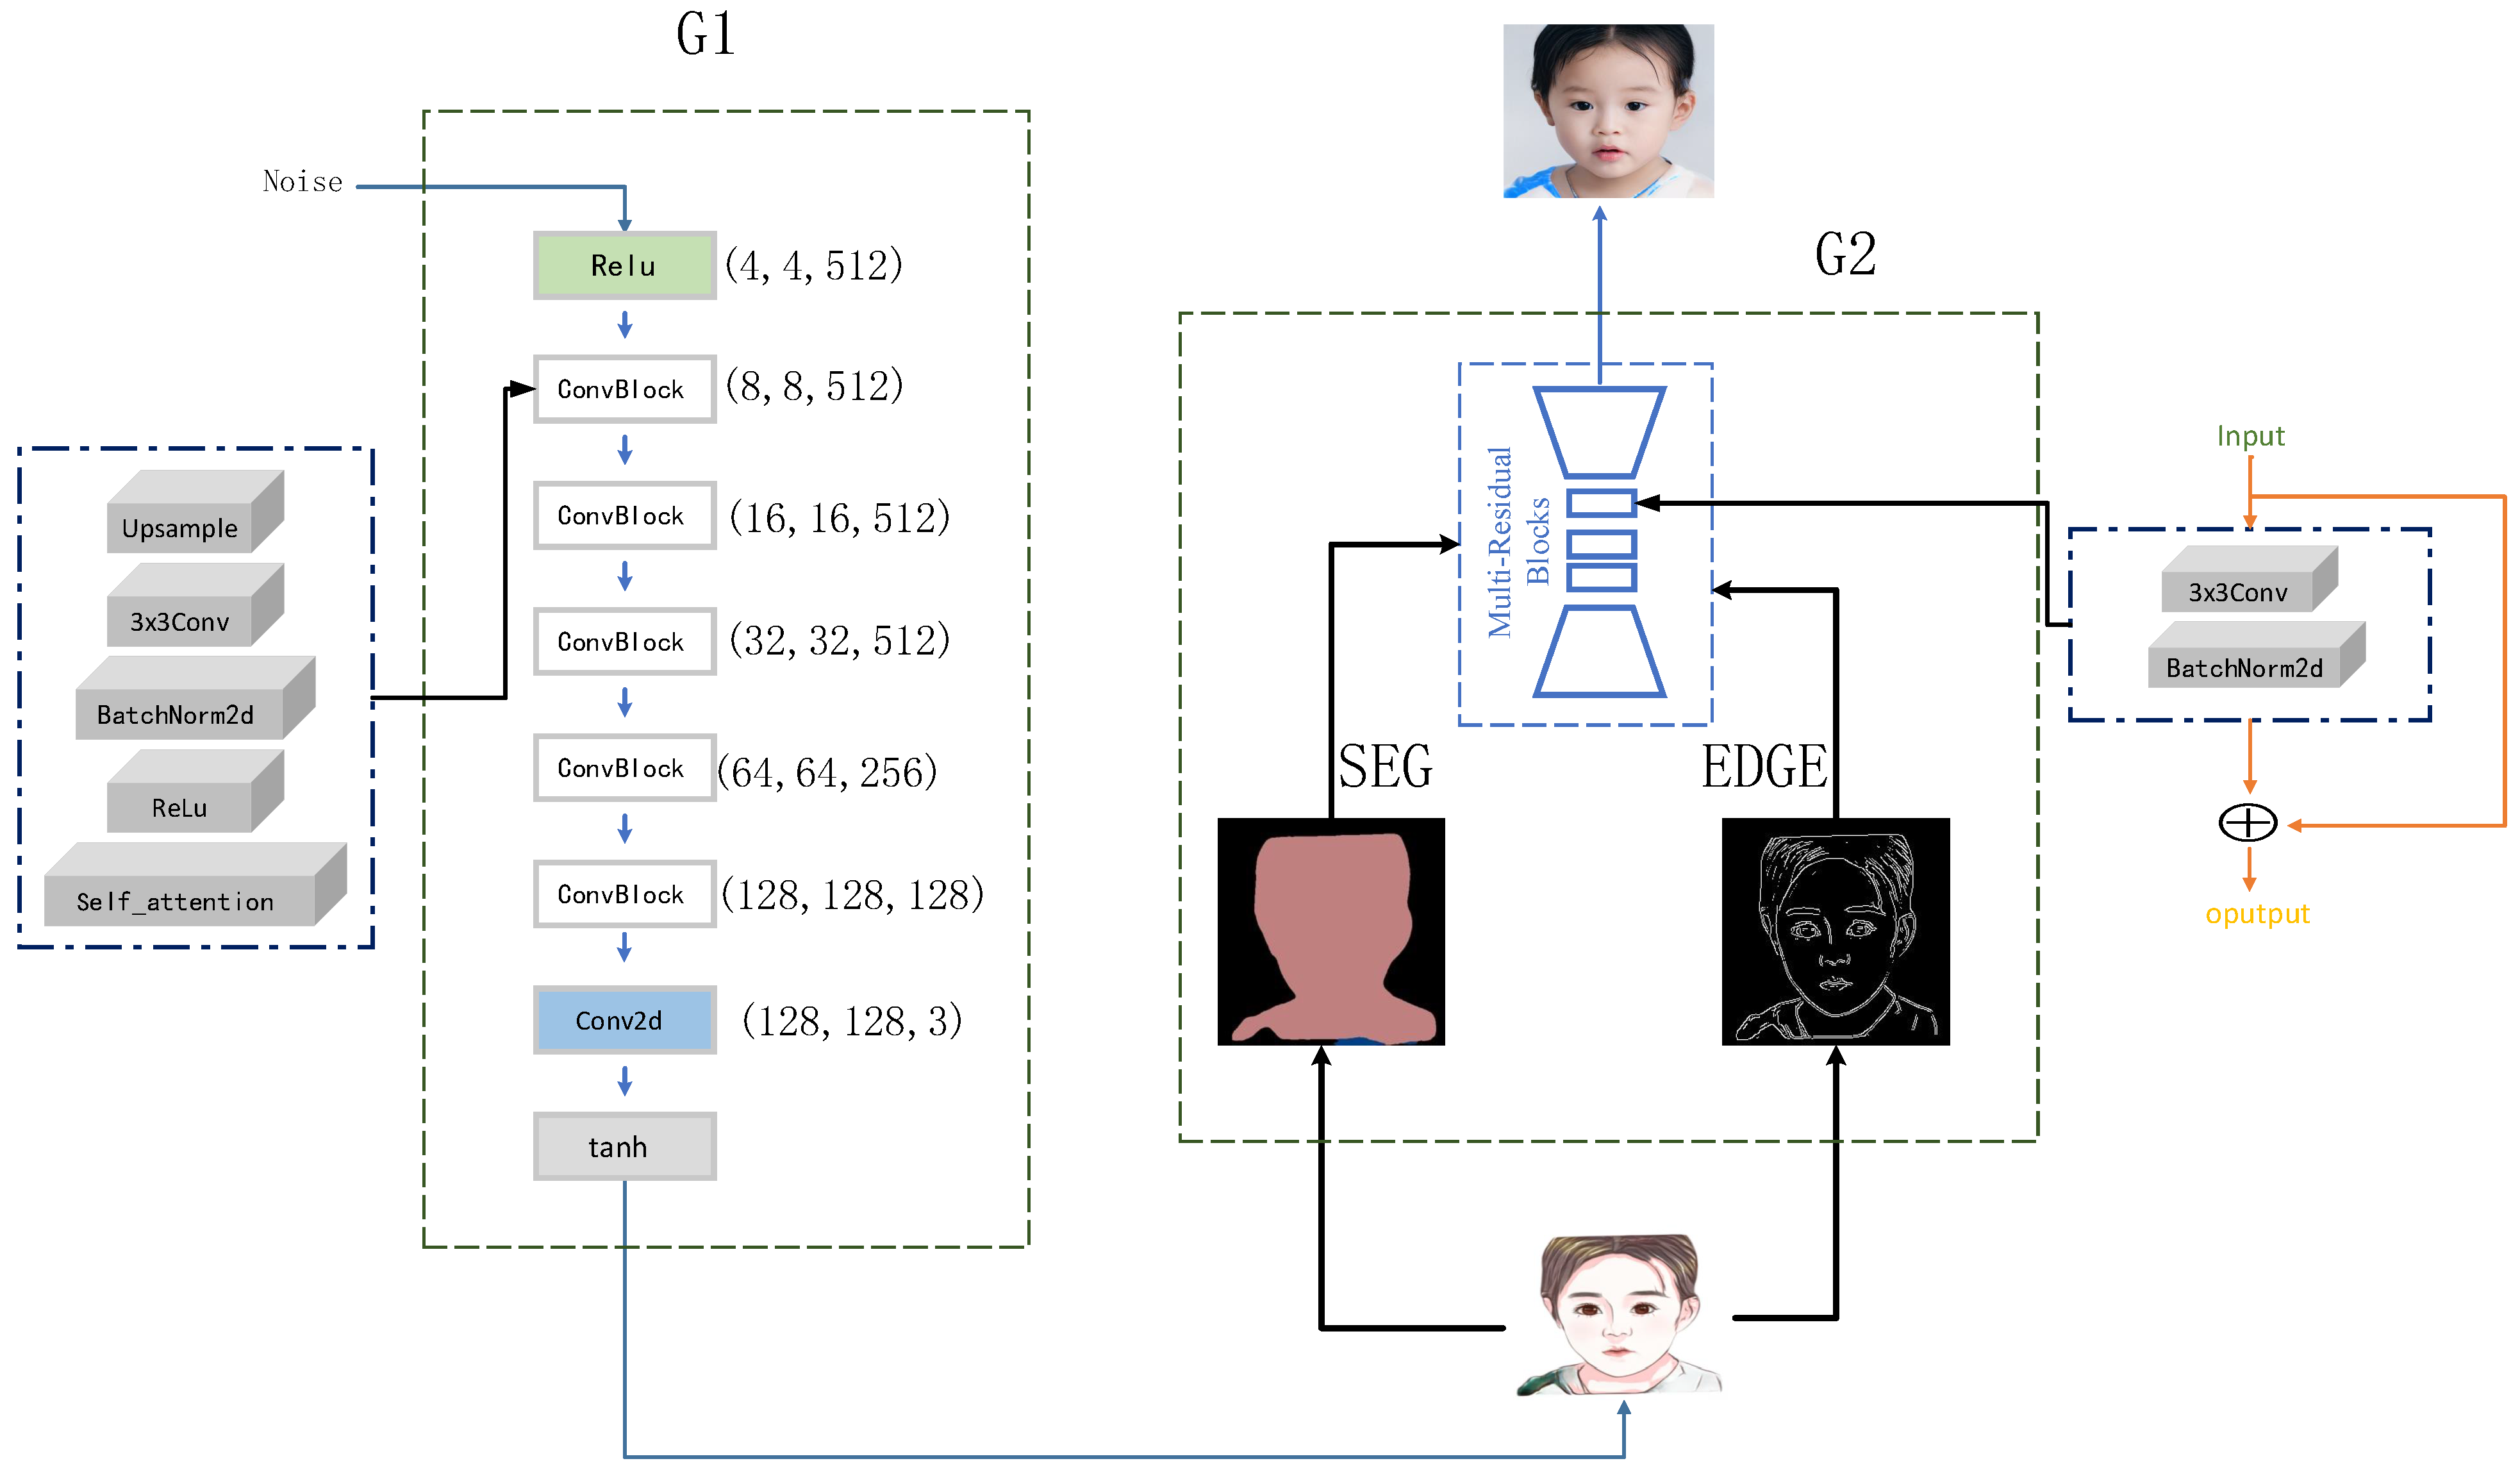 G1
Noise
Relu (4, 4, 512)
ConvBlock (8, 8, 512)
ConvBlock (16, 16, 512)
ConvBlock (32, 32, 512)
ConvBlock (64, 64, 256)
ConvBlock (128, 128, 128)
Conv2d (128, 128, 3)
tanh
Upsample
3x3Conv
BatchNorm2d
ReLu
Self_attention
G2
Multi-Residual
Blocks
SEG
EDGE
Input
3x3Conv
BatchNorm2d
oputput